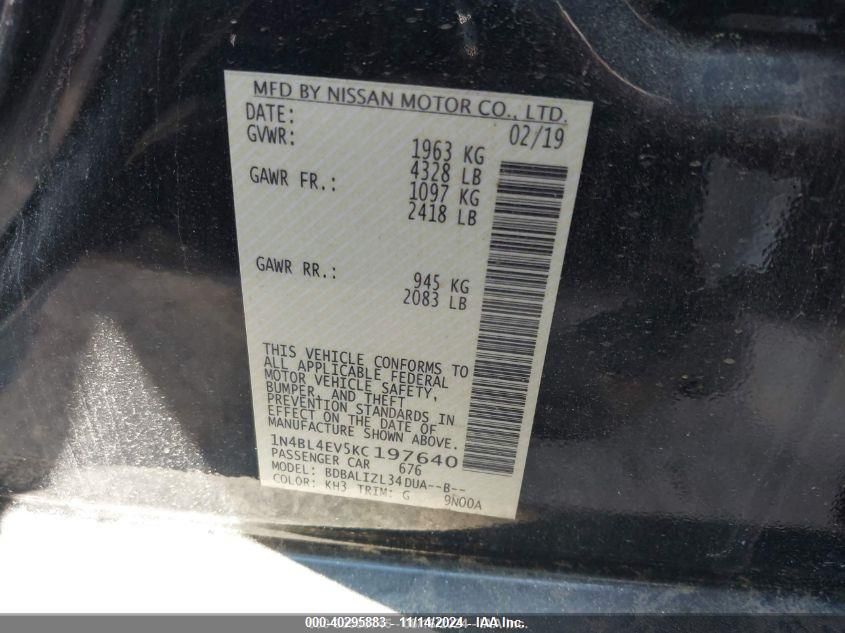 MFD BY NISSAN MOTOR CO., LTD.
DATE: 02/19
GVWR: 1963 KG
4328 LB
GAWR FR.: 1097 KG
2418 LB
GAWR RR.: 945 KG
2083 LB
THIS VEHICLE CONFORMS TO
ALL APPLICABLE FEDERAL
MOTOR VEHICLE SAFETY,
BUMPER, AND THEFT
PREVENTION STANDARDS IN
EFFECT ON THE DATE OF
MANUFACTURE SHOWN ABOVE.
1N4BL4EV5KC197640
PASSENGER CAR 676
MODEL: BDBALIZL34DUA--B--
COLOR: KH3 TRIM: G 9N00A
000-40295883 - 11/14/2024 - IAA Inc.